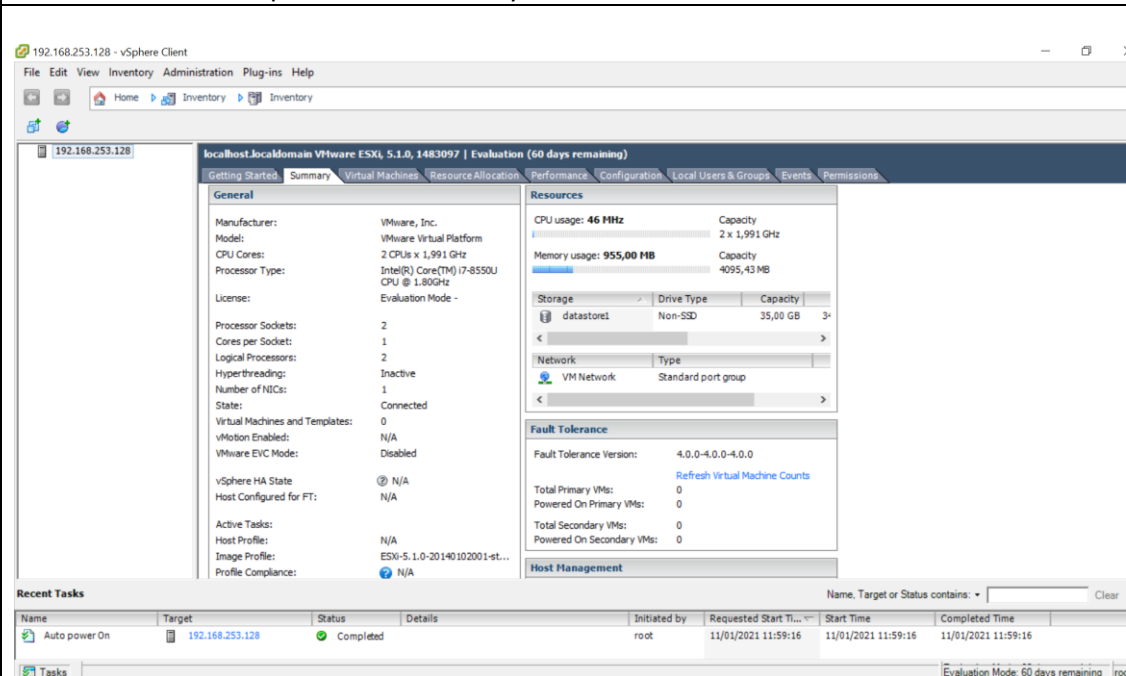 192.168.253.128 - vSphere Client
File Edit View Inventory Administration Plug-ins Help
Home Inventory Inventory
192.168.253.128
localhost.localdomain VMware ESXi, 5.1.0, 1483097 | Evaluation (60 days remaining)
Getting Started Summary Virtual Machines Resource Allocation Performance Configuration Local Users & Groups Events Permissions
General
Manufacturer: VMware, Inc.
Model: VMware Virtual Platform
CPU Cores: 2 CPUs x 1,991 GHz
Processor Type: Intel(R) Core(TM) i7-8550U
CPU @ 1.80GHz
License: Evaluation Mode -
Processor Sockets: 2
Cores per Socket: 1
Logical Processors: 2
Hyperthreading: Inactive
Number of NICs: 1
State: Connected
Virtual Machines and Templates: 0
vMotion Enabled: N/A
VMware EVC Mode: Disabled
vSphere HA State N/A
Host Configured for FT: N/A
Active Tasks:
Host Profile: N/A
Image Profile: ESXi-5.1.0-20140102001-st...
Profile Compliance: N/A
Resources
CPU usage: 46 MHz Capacity
2 x 1,991 GHz
Memory usage: 955,00 MB Capacity
4095,43 MB
Storage Drive Type Capacity
datastore1 Non-SSD 35,00 GB
Network Type
VM Network Standard port group
Fault Tolerance
Fault Tolerance Version: 4.0.0-4.0.0-4.0.0
Refresh Virtual Machine Counts
Total Primary VMs: 0
Powered On Primary VMs: 0
Total Secondary VMs: 0
Powered On Secondary VMs: 0
Host Management
Recent Tasks Name, Target or Status contains: Clear
Name Target Status Details Initiated by Requested Start Ti... Start Time Completed Time
Auto power On 192.168.253.128 Completed root 11/01/2021 11:59:16 11/01/2021 11:59:16 11/01/2021 11:59:16
Tasks Evaluation Mode: 60 days remaining